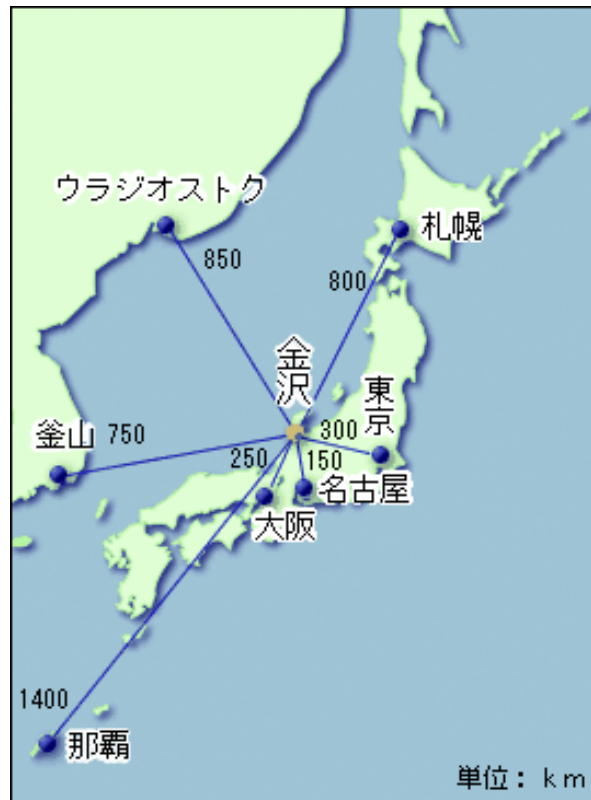 ウラジオストク
850
札幌
800
金沢
東京
釜山
750
300
250
150
名古屋
大阪
1400
那覇
単位：ｋｍ